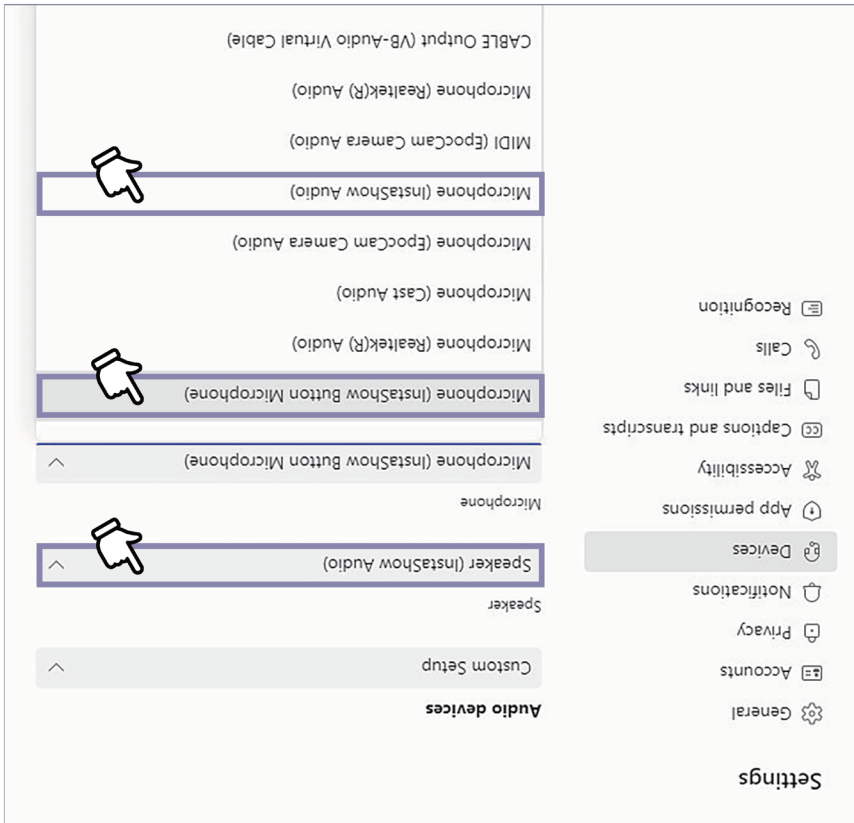 Settings
General
Accounts
Privacy
Notifications
Devices
App permissions
Accessibility
Captions and transcripts
Files and links
Calls
Recognition
Audio devices
Custom Setup
Speaker
Speaker (InstaShow Audio)
Microphone
Microphone (InstaShow Button Microphone)
Microphone (InstaShow Button Microphone)
Microphone (Realtek(R) Audio)
Microphone (Cast Audio)
Microphone (EpocCam Camera Audio)
Microphone (InstaShow Audio)
MIDI (EpocCam Camera Audio)
Microphone (Realtek(R) Audio)
CABLE Output (VB-Audio Virtual Cable)